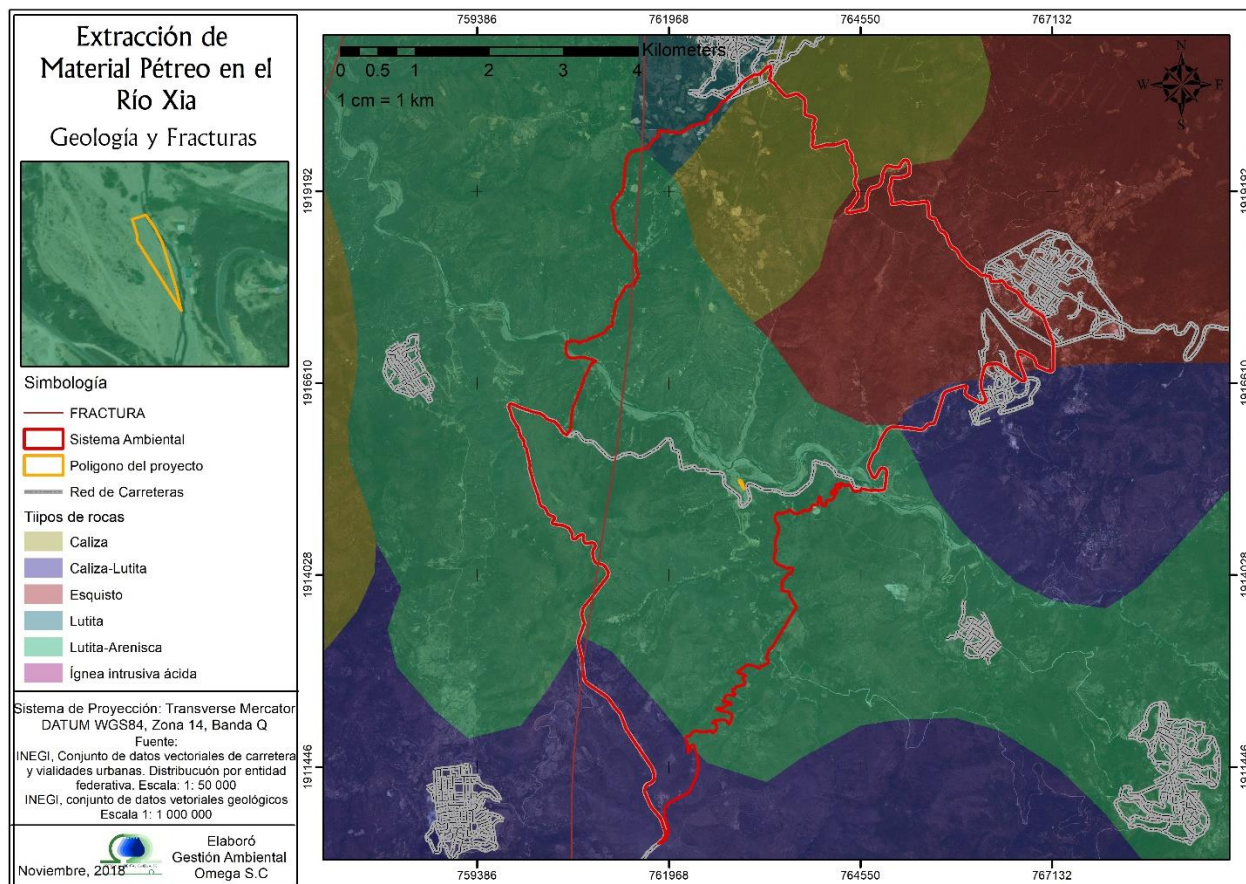 Extracción de
Material Pétreo en el
Río Xia
Geología y Fracturas
Simbología
FRACTURA
Sistema Ambiental
Poligono del proyecto
Red de Carreteras
Tiipos de rocas
Caliza
Caliza-Lutita
Esquisto
Lutita
Lutita-Arenisca
Ígnea intrusiva ácida
Sistema de Proyección: Transverse Mercator
DATUM WGS84, Zona 14, Banda Q
Fuente:
INEGI, Conjunto de datos vectoriales de carretera
y vialidades urbanas. Distribucuón por entidad
federativa. Escala: 1: 50 000
INEGI, conjunto de datos vetoriales geológicos
Escala 1: 1 000 000
Noviembre, 2018
Elaboró
Gestión Ambiental
Omega S.C
759386 761968 764550 767132
Kilometers
0 0.5 1 2 3 4
1 cm = 1 km
N
W E
S
1919192 1919192
1916610 1916610
1914028 1914028
1911446 1911446
759386 761968 764550 767132